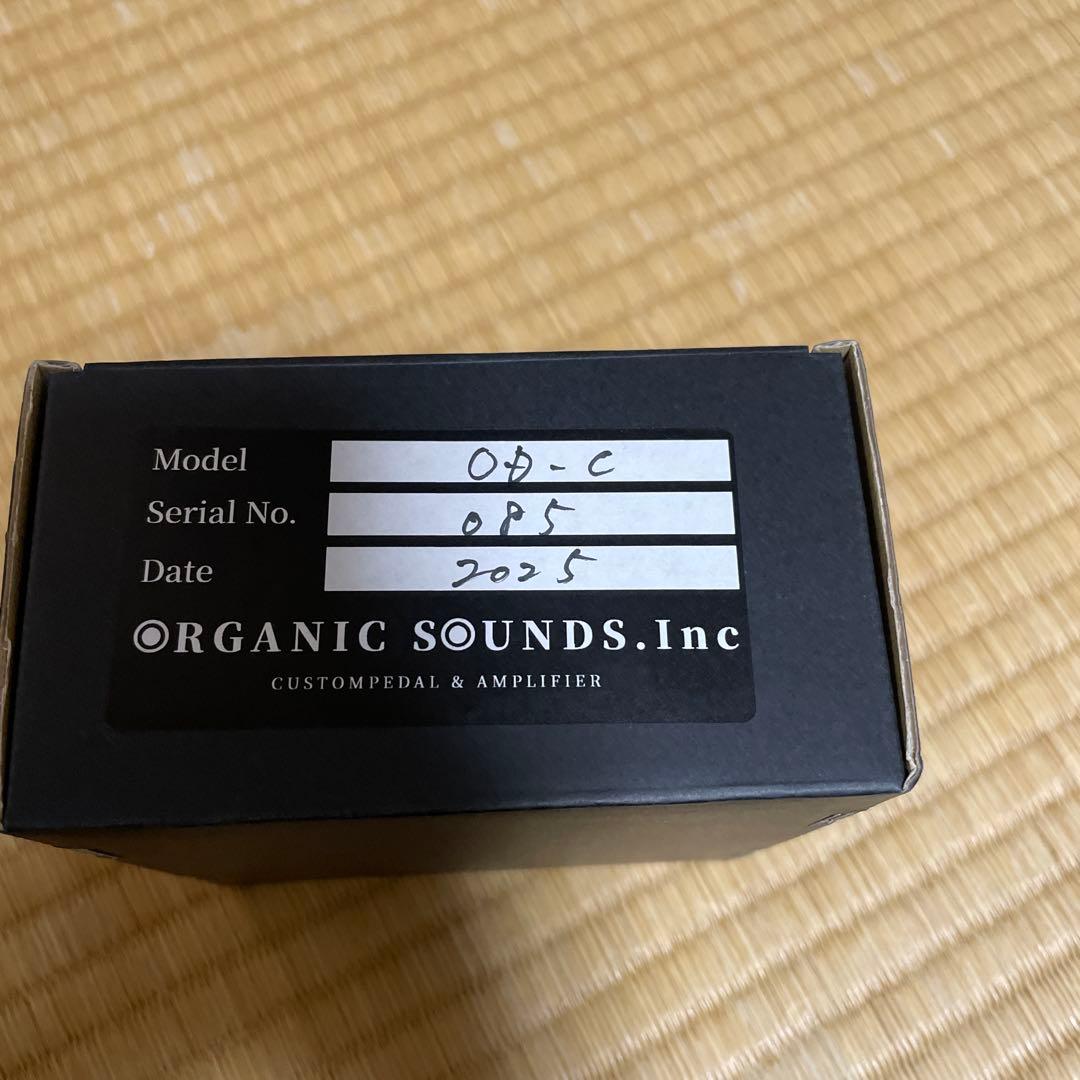 Model OD-C
Serial No. 085
Date 2025
ORGANIC SOUNDS.Inc
CUSTOMPEDAL & AMPLIFIER